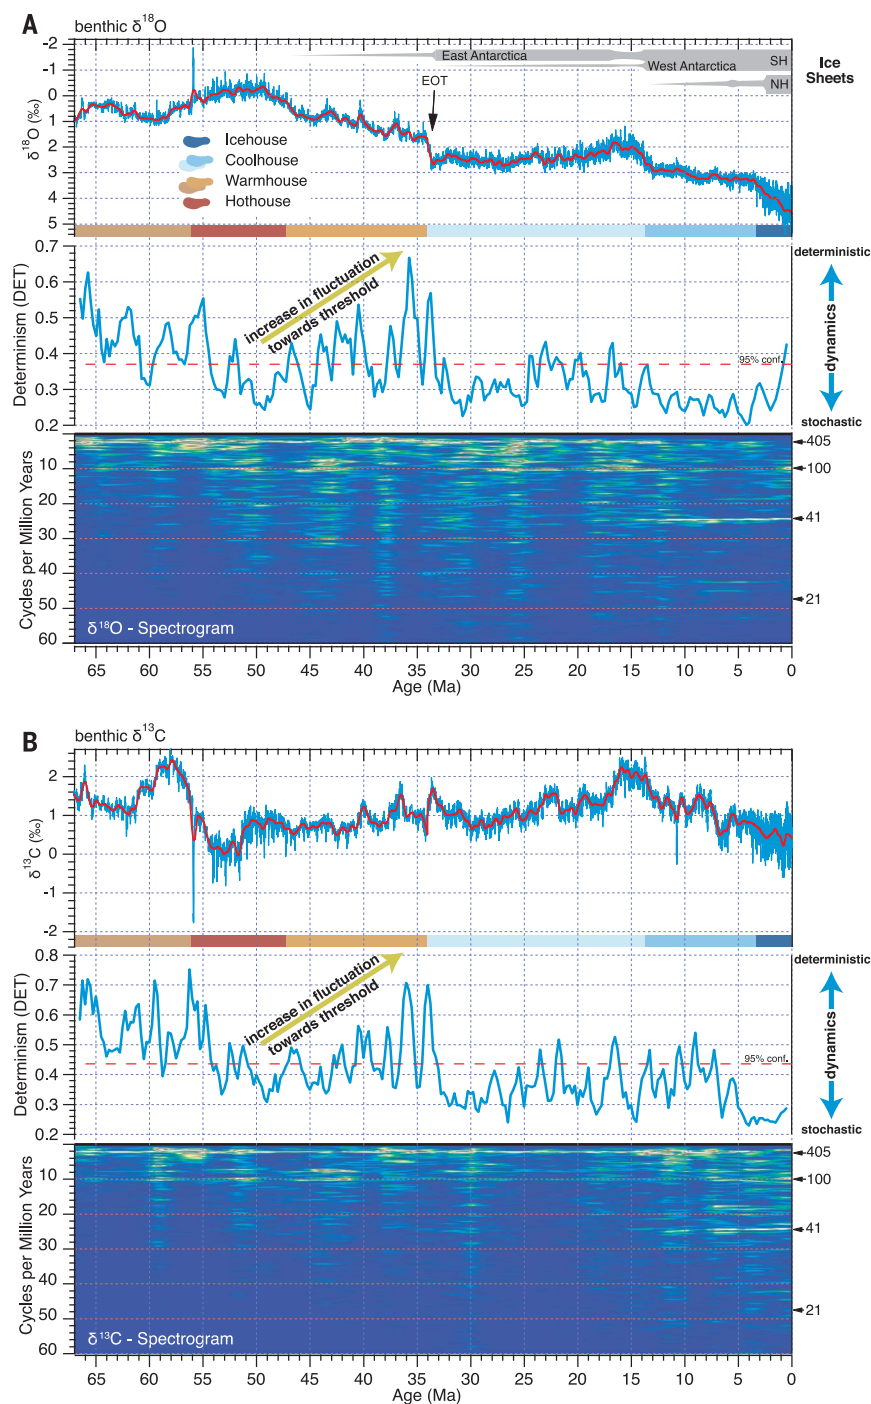 A
benthic δ18O
East Antarctica
West Antarctica
SH
NH
Ice
Sheets
EOT
δ18O (‰)
-2
-1
0
1
2
3
4
5
Icehouse
Coolhouse
Warmhouse
Hothouse
Determinism (DET)
0.7
0.6
0.5
0.4
0.3
0.2
increase in fluctuation
towards threshold
95% conf.
deterministic
dynamics
stochastic
Cycles per Million Years
10
20
30
40
50
60
405
100
41
21
δ18O - Spectrogram
65 60 55 50 45 40 35 30 25 20 15 10 5 0
Age (Ma)
B
benthic δ13C
δ13C (‰)
2
1
0
-1
-2
Determinism (DET)
0.8
0.7
0.6
0.5
0.4
0.3
0.2
increase in fluctuation
towards threshold
95% conf.
deterministic
dynamics
stochastic
Cycles per Million Years
10
20
30
40
50
60
405
100
41
21
δ13C - Spectrogram
65 60 55 50 45 40 35 30 25 20 15 10 5 0
Age (Ma)